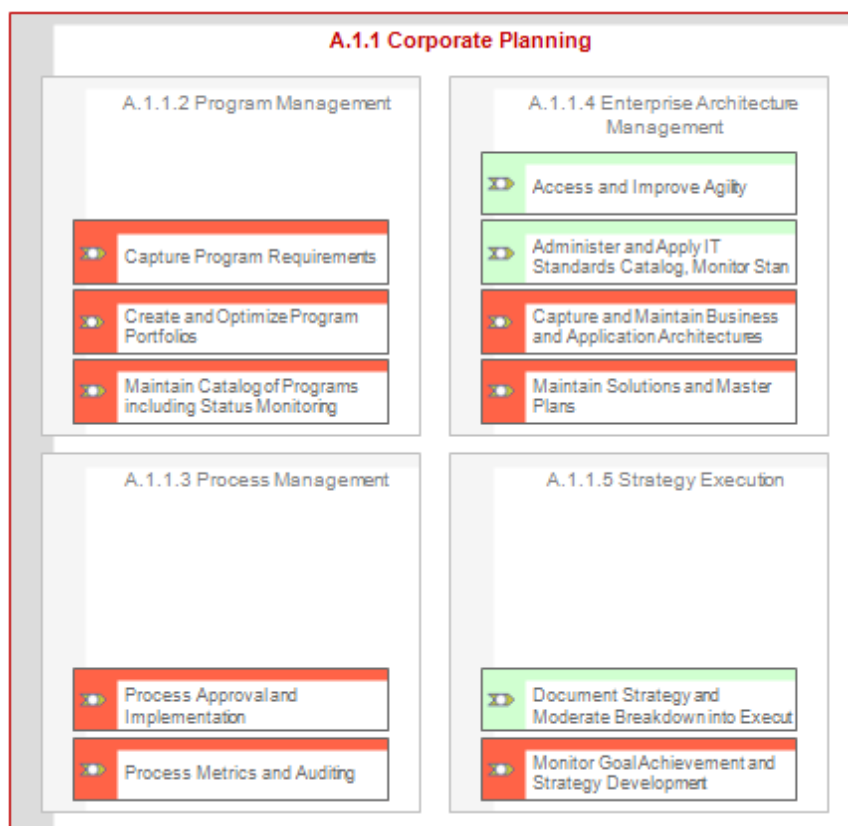 A.1.1 Corporate Planning
A.1.1.2 Program Management
Capture Program Requirements
Create and Optimize Program
Portfolios
Maintain Catalog of Programs
including Status Monitoring
A.1.1.4 Enterprise Architecture
Management
Access and Improve Agility
Administer and Apply IT
Standards Catalog, Monitor Stan
Capture and Maintain Business
and Application Architectures
Maintain Solutions and Master
Plans
A.1.1.3 Process Management
Process Approval and
Implementation
Process Metrics and Auditing
A.1.1.5 Strategy Execution
Document Strategy and
Moderate Breakdown into Execut
Monitor Goal Achievement and
Strategy Development